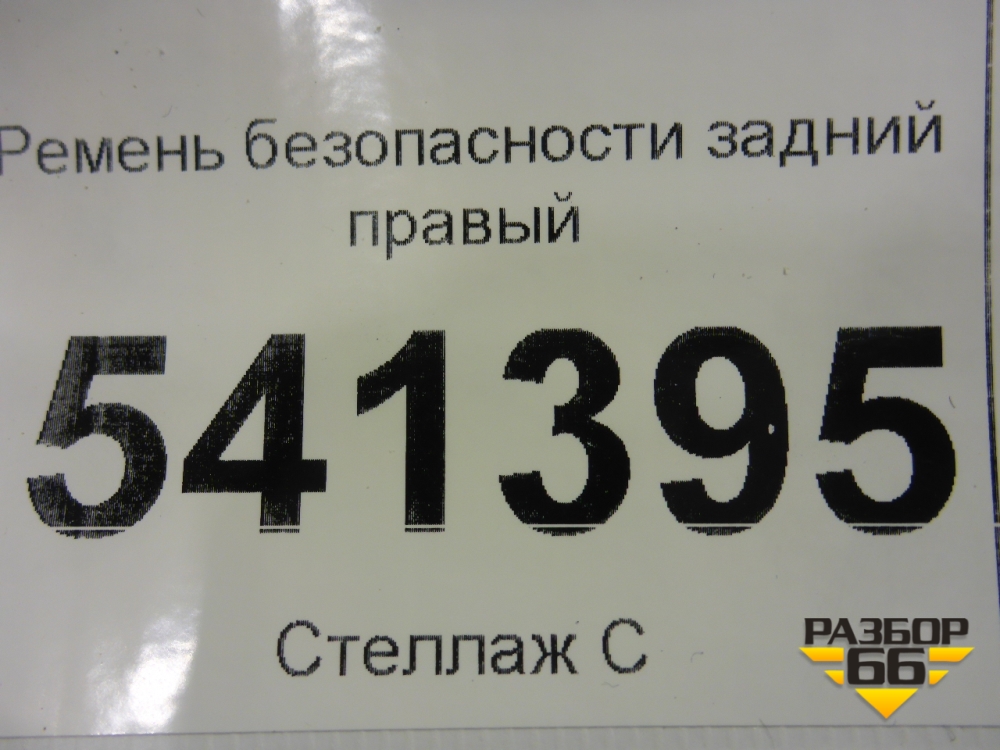 Ремень безопасности задний
правый
541395
Стеллаж С
РАЗБОР
66